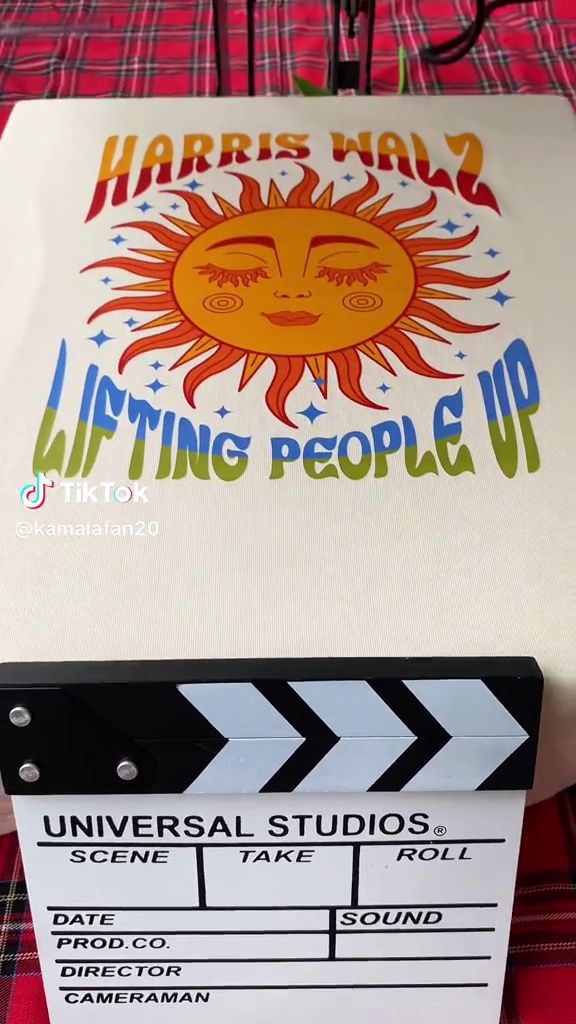 HARRIS WALZ
LIFTING PEOPLE UP
TikTok
@kamalafan20
UNIVERSAL STUDIOS®
SCENE TAKE ROLL
DATE SOUND
PROD.CO.
DIRECTOR
CAMERAMAN